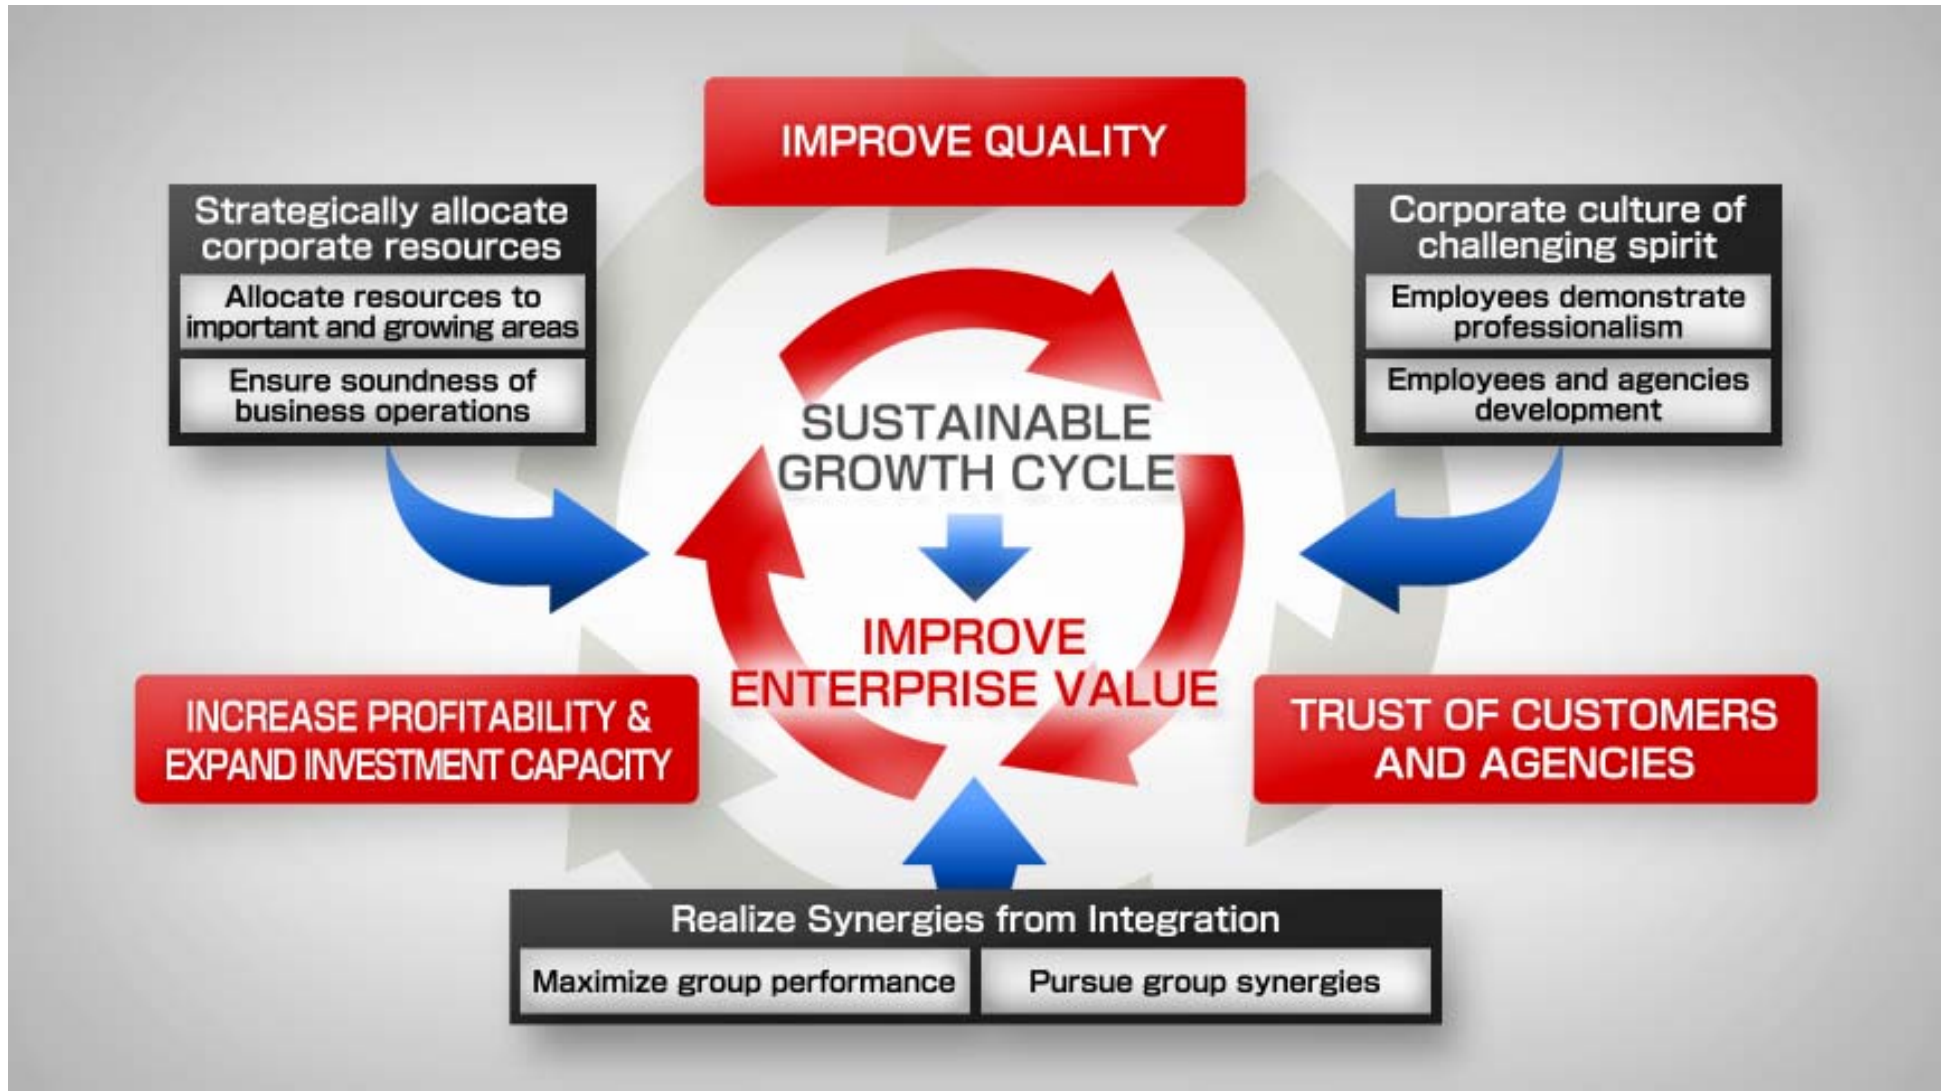 IMPROVE QUALITY
Strategically allocate
corporate resources
Allocate resources to
important and growing areas
Ensure soundness of
business operations
Corporate culture of
challenging spirit
Employees demonstrate
professionalism
Employees and agencies
development
SUSTAINABLE
GROWTH CYCLE
IMPROVE
ENTERPRISE VALUE
INCREASE PROFITABILITY &
EXPAND INVESTMENT CAPACITY
TRUST OF CUSTOMERS
AND AGENCIES
Realize Synergies from Integration
Maximize group performance
Pursue group synergies